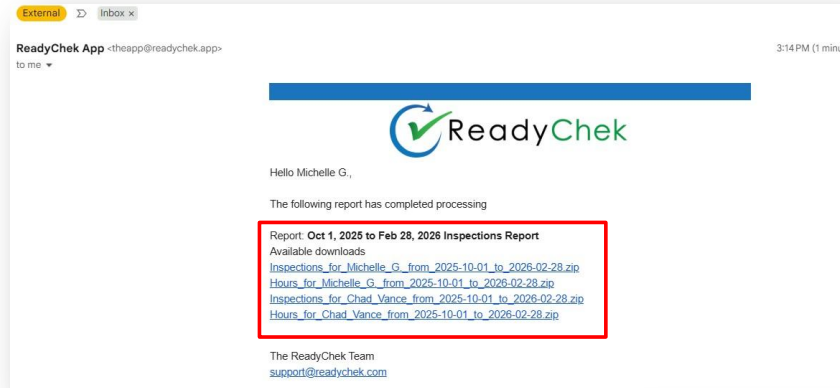 External Inbox ×
ReadyChek App <theapp@readychek.app> 3:14 PM (1 minu
to me
ReadyChek
Hello Michelle G.,
The following report has completed processing
Report: Oct 1, 2025 to Feb 28, 2026 Inspections Report
Available downloads
Inspections_for_Michelle_G._from_2025-10-01_to_2026-02-28.zip
Hours_for_Michelle_G._from_2025-10-01_to_2026-02-28.zip
Inspections_for_Chad_Vance_from_2025-10-01_to_2026-02-28.zip
Hours_for_Chad_Vance_from_2025-10-01_to_2026-02-28.zip
The ReadyChek Team
support@readychek.com